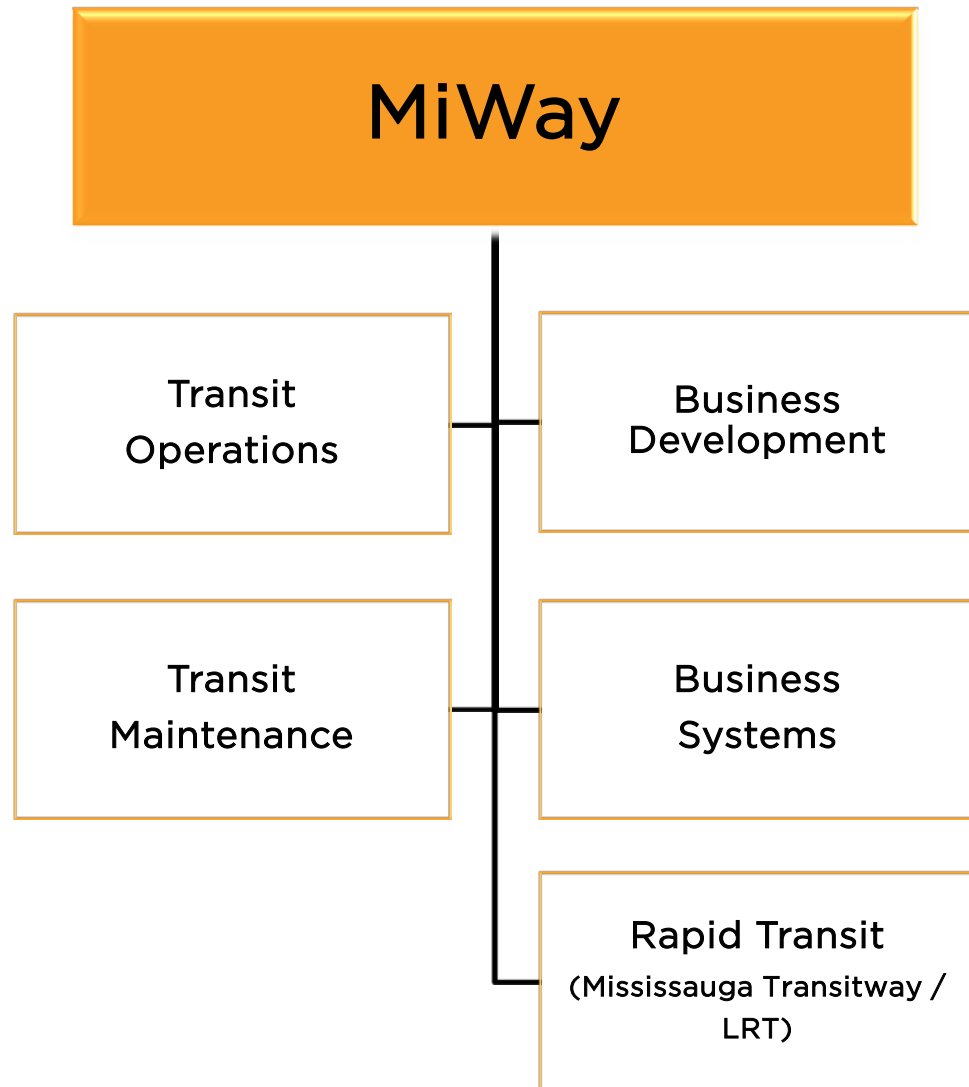 MiWay
Transit
Operations
Business
Development
Transit
Maintenance
Business
Systems
Rapid Transit
(Mississauga Transitway /
LRT)